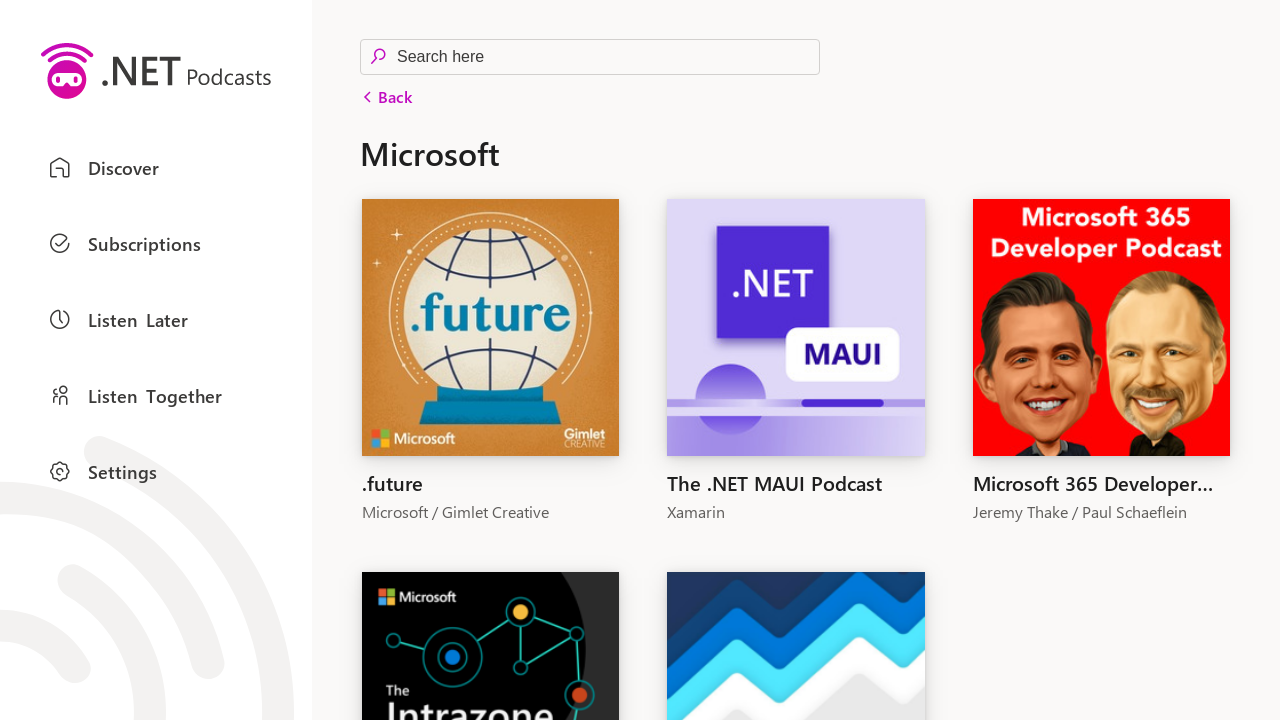 .NET Podcasts
Search here
Back
Discover
Subscriptions
Listen Later
Listen Together
Settings
Microsoft
.future
Microsoft
Gimlet
CREATIVE
.NET
MAUI
Microsoft 365
Developer Podcast
.future
Microsoft / Gimlet Creative
The .NET MAUI Podcast
Xamarin
Microsoft 365 Developer...
Jeremy Thake / Paul Schaeflein
Microsoft
The
Intrazone